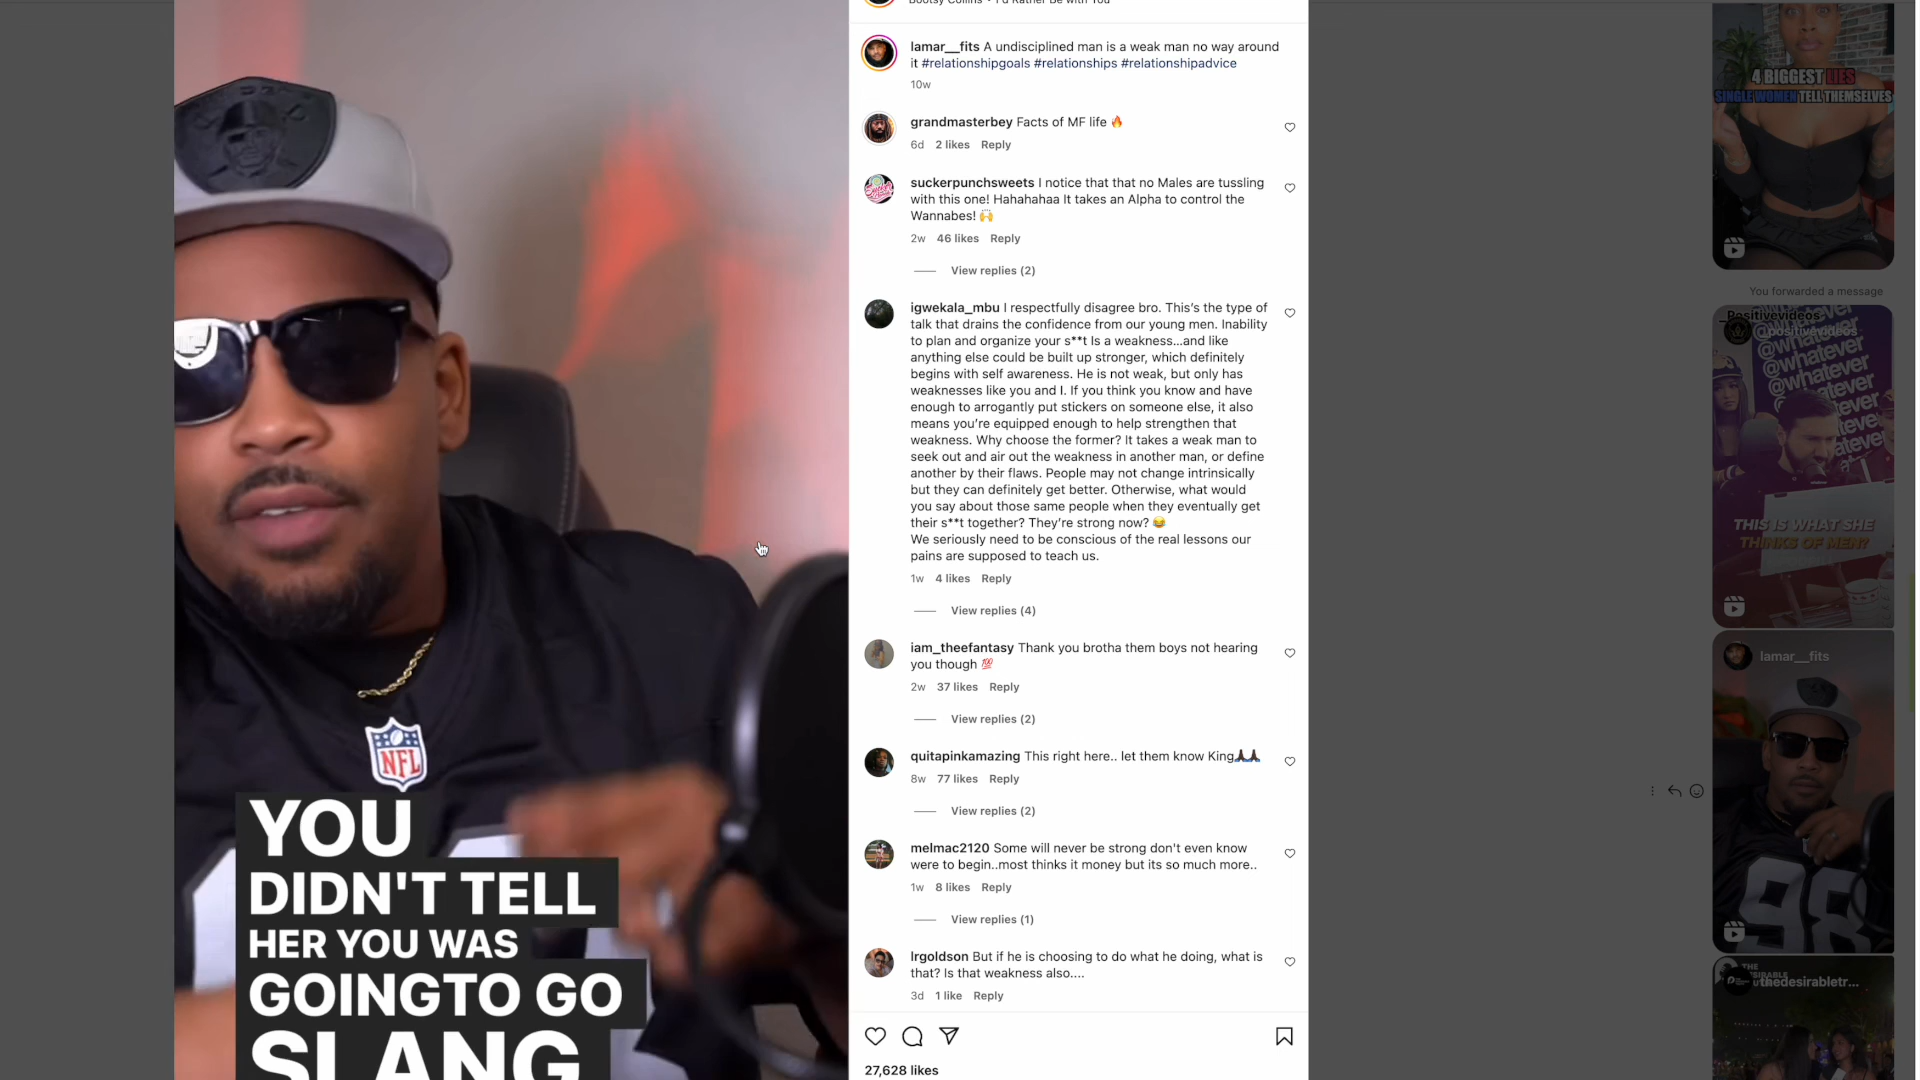 Bootsy Collins • I'd Rather Be with You
lamar__fits A undisciplined man is a weak man no way around
it #relationshipgoals #relationships #relationshipadvice
10w
grandmasterbey Facts of MF life 🔥
6d 2 likes Reply
suckerpunchsweets I notice that that no Males are tussling
with this one! Hahahahaa It takes an Alpha to control the
Wannabes! 🙌
2w 46 likes Reply
View replies (2)
igwekala_mbu I respectfully disagree bro. This's the type of
talk that drains the confidence from our young men. Inability
to plan and organize your s**t Is a weakness...and like
anything else could be built up stronger, which definitely
begins with self awareness. He is not weak, but only has
weaknesses like you and I. If you think you know and have
enough to arrogantly put stickers on someone else, it also
means you're equipped enough to help strengthen that
weakness. Why choose the former? It takes a weak man to
seek out and air out the weakness in another man, or define
another by their flaws. People may not change intrinsically
but they can definitely get better. Otherwise, what would
you say about those same people when they eventually get
their s**t together? They're strong now? 😂
We seriously need to be conscious of the real lessons our
pains are supposed to teach us.
1w 4 likes Reply
View replies (4)
iam_theefantasy Thank you brotha them boys not hearing
you though 💯
2w 37 likes Reply
View replies (2)
quitapinkamazing This right here.. let them know King🙏🏿🙏🏿
8w 77 likes Reply
View replies (2)
melmac2120 Some will never be strong don't even know
were to begin..most thinks it money but its so much more..
1w 8 likes Reply
View replies (1)
lrgoldson But if he is choosing to do what he doing, what is
that? Is that weakness also....
3d 1 like Reply
27,628 likes
NFL
YOU
DIDN'T TELL
HER YOU WAS
GOINGTO GO
SLANG
4 BIGGEST LIES
SINGLE WOMEN TELL THEMSELVES
You forwarded a message
_Positivevideos_
@positivevideos
@whatever
@whatever
@whatever
@whatever
THIS IS WHAT SHE
THINKS OF MEN?
lamar__fits
98
thedesirabletr...